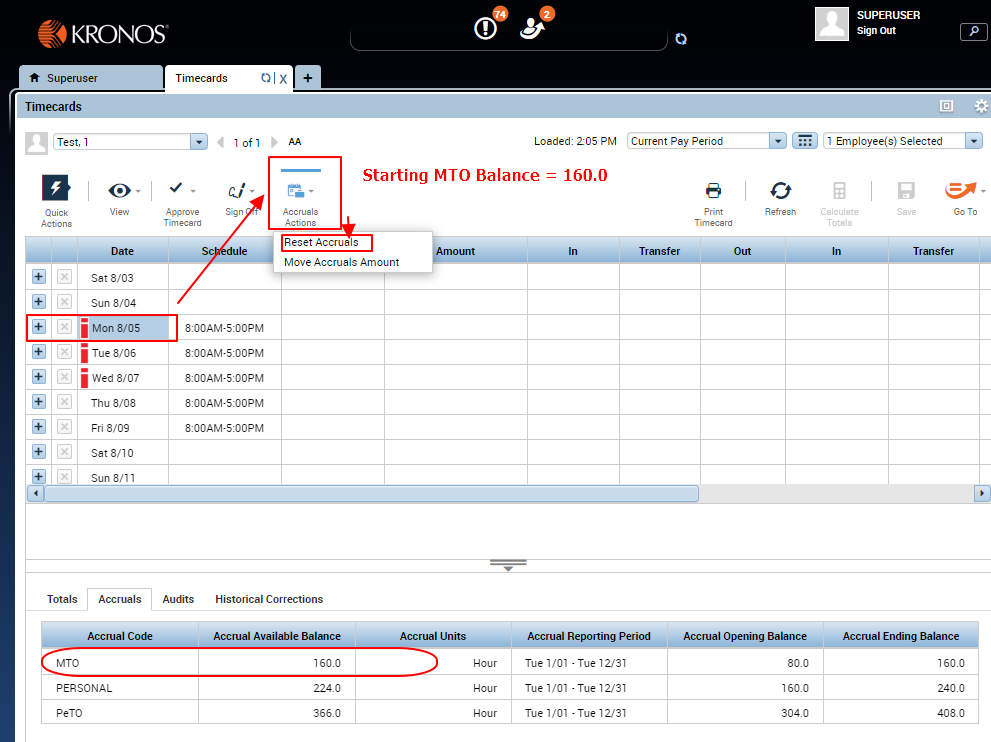 KRONOS
74
2
SUPERUSER
Sign Out
Superuser
Timecards
X
+
Timecards
Test, 1
1 of 1
AA
Loaded: 2:05 PM
Current Pay Period
1 Employee(s) Selected
Starting MTO Balance = 160.0
Quick Actions
View
Approve Timecard
Sign Off
Accruals Actions
Print Timecard
Refresh
Calculate Totals
Save
Go To
Reset Accruals
Move Accruals Amount
Date Schedule Amount In Transfer Out In Transfer
Sat 8/03
Sun 8/04
Mon 8/05 8:00AM-5:00PM
Tue 8/06 8:00AM-5:00PM
Wed 8/07 8:00AM-5:00PM
Thu 8/08 8:00AM-5:00PM
Fri 8/09 8:00AM-5:00PM
Sat 8/10
Sun 8/11
Totals Accruals Audits Historical Corrections
Accrual Code Accrual Available Balance Accrual Units Accrual Reporting Period Accrual Opening Balance Accrual Ending Balance
MTO 160.0 Hour Tue 1/01 - Tue 12/31 80.0 160.0
PERSONAL 224.0 Hour Tue 1/01 - Tue 12/31 160.0 240.0
PeTO 366.0 Hour Tue 1/01 - Tue 12/31 304.0 408.0